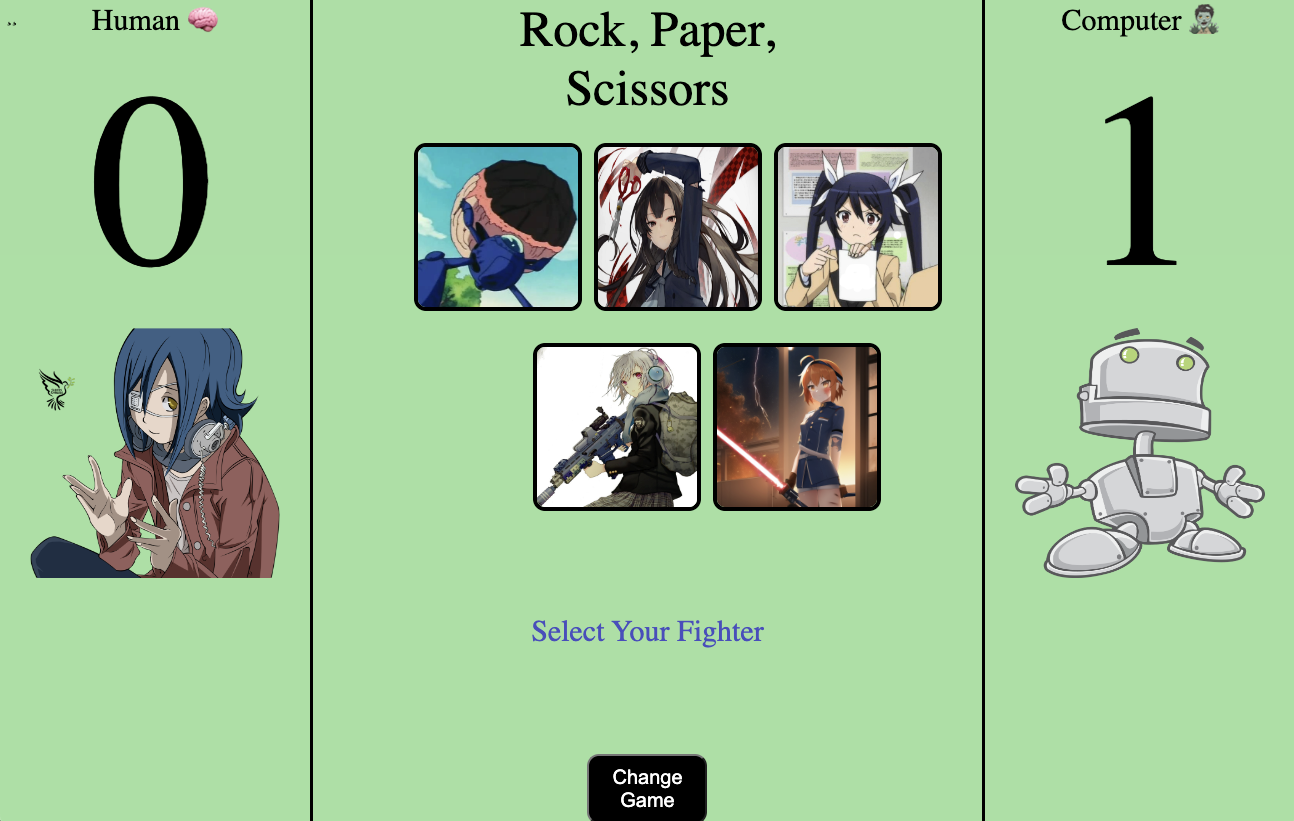 Human 🧠
0
Rock, Paper,
Scissors
Select Your Fighter
Change
Game
Computer
1